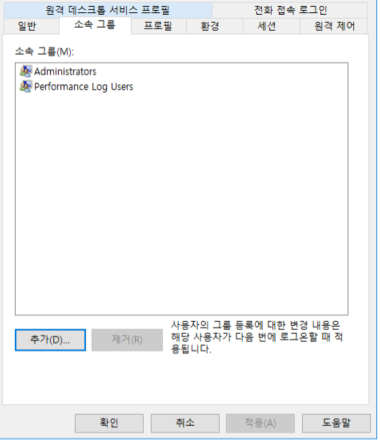 원격 데스크톱 서비스 프로필 전화 접속 로그인
일반 소속 그룹 프로필 환경 세션 원격 제어
소속 그룹(M):
Administrators
Performance Log Users
추가(D)... 제거(R)
사용자의 그룹 등록에 대한 변경 내용은
해당 사용자가 다음 번에 로그온할 때 적
용됩니다.
확인 취소 적용(A) 도움말